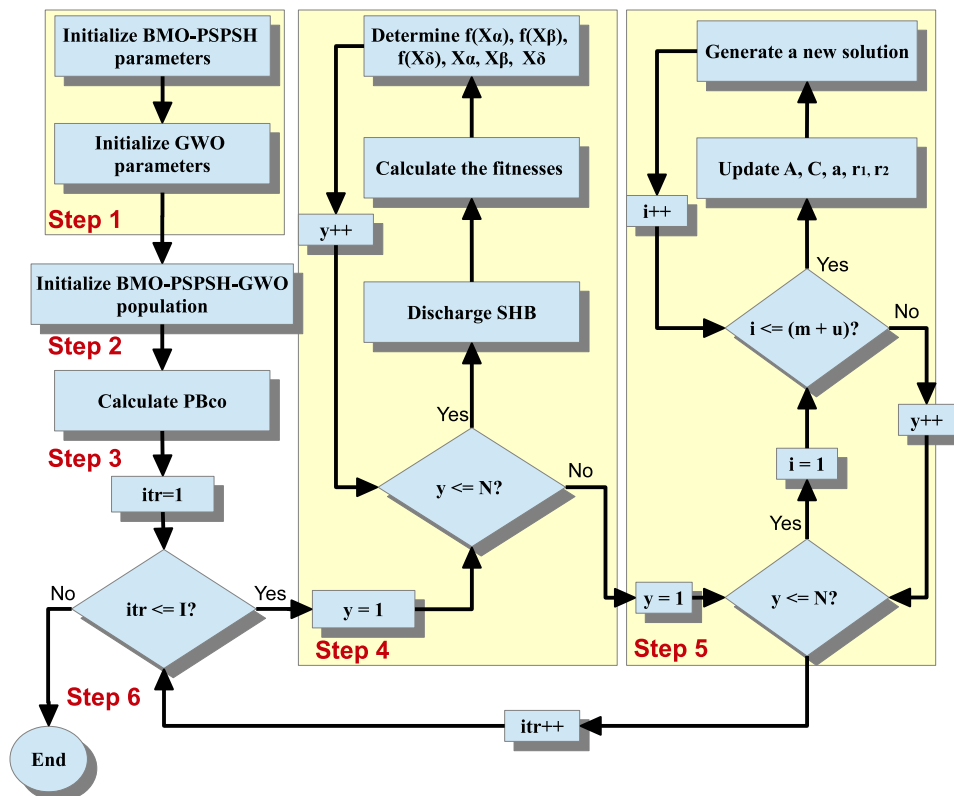 Initialize BMO-PSPSH
parameters
Initialize GWO
parameters
Step 1
Initialize BMO-PSPSH-GWO
population
Step 2
Calculate PBco
Step 3
itr=1
itr <= I?
No
Yes
Step 6
End
Determine f(Xα), f(Xβ),
f(Xδ), Xα, Xβ, Xδ
Calculate the fitnesses
y++
Discharge SHB
Yes
y <= N?
No
y = 1
Step 4
Generate a new solution
Update A, C, a, r1, r2
i++
Yes
i <= (m + u)?
No
y++
i = 1
Yes
y = 1
y <= N?
Step 5
itr++